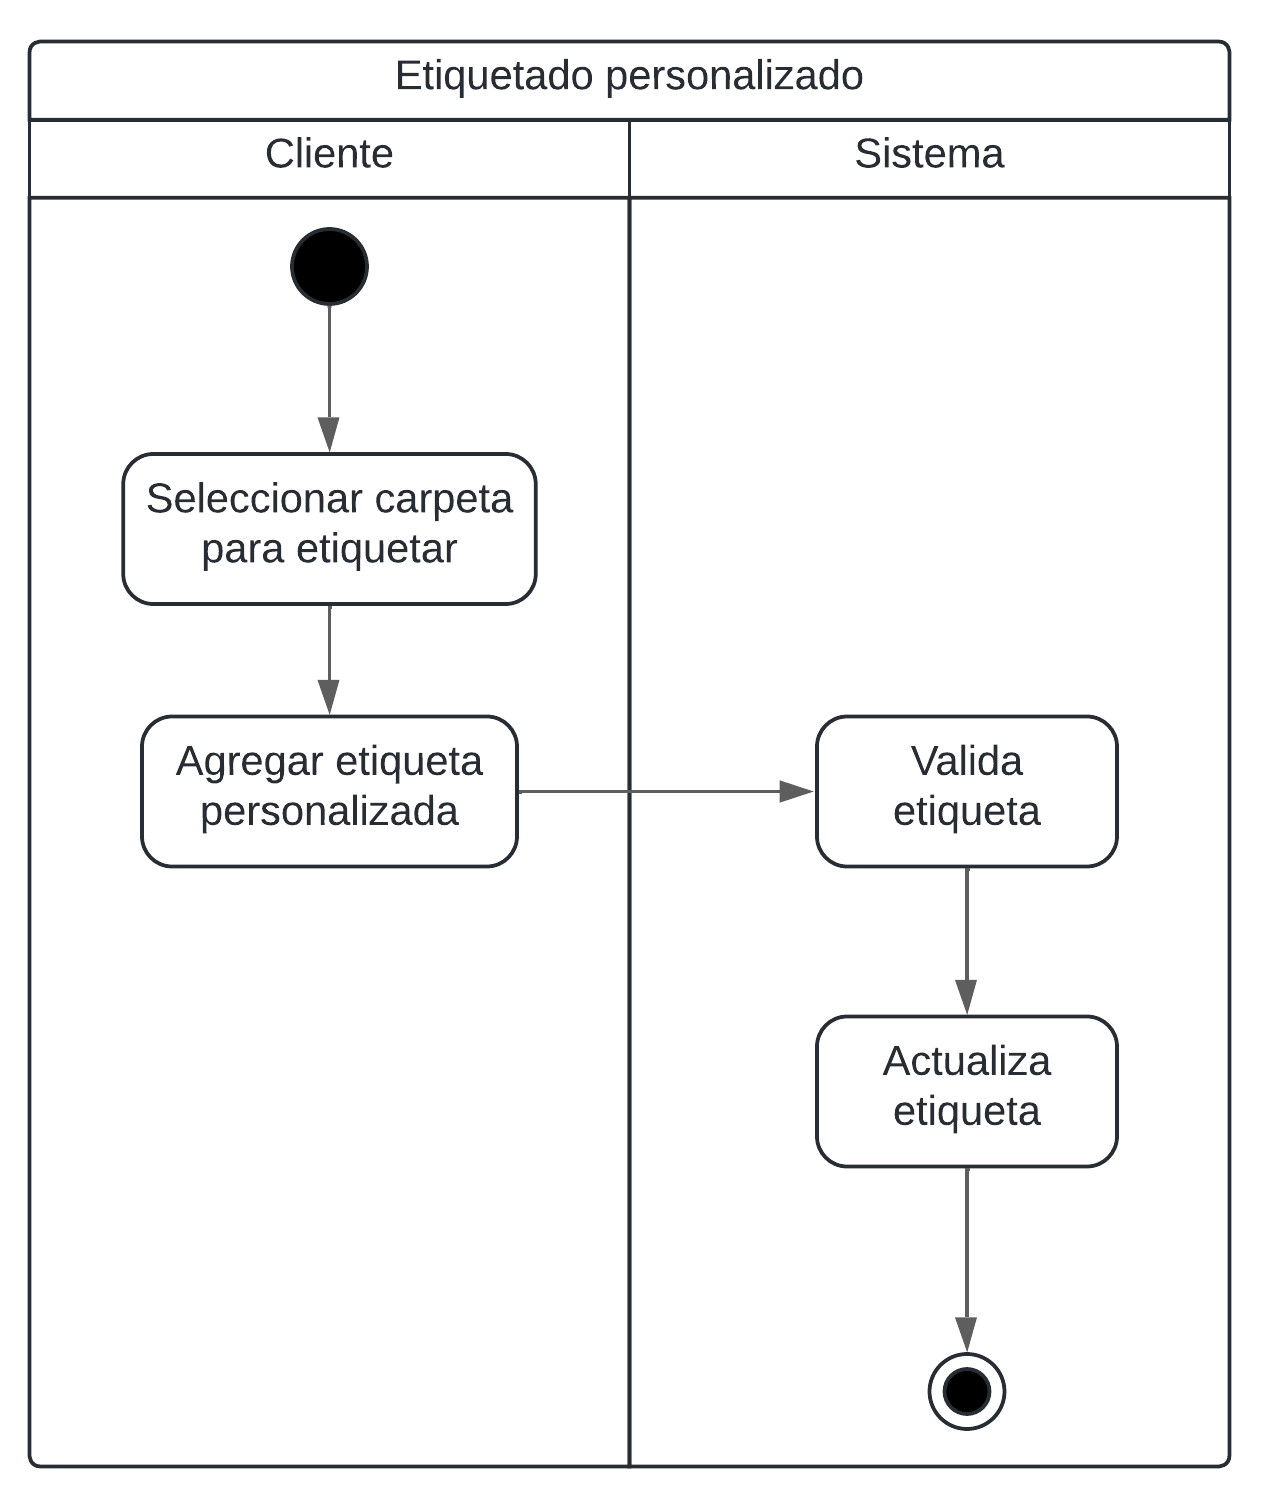 Etiquetado personalizado
Cliente
Sistema
Seleccionar carpeta
para etiquetar
Agregar etiqueta
personalizada
Valida
etiqueta
Actualiza
etiqueta